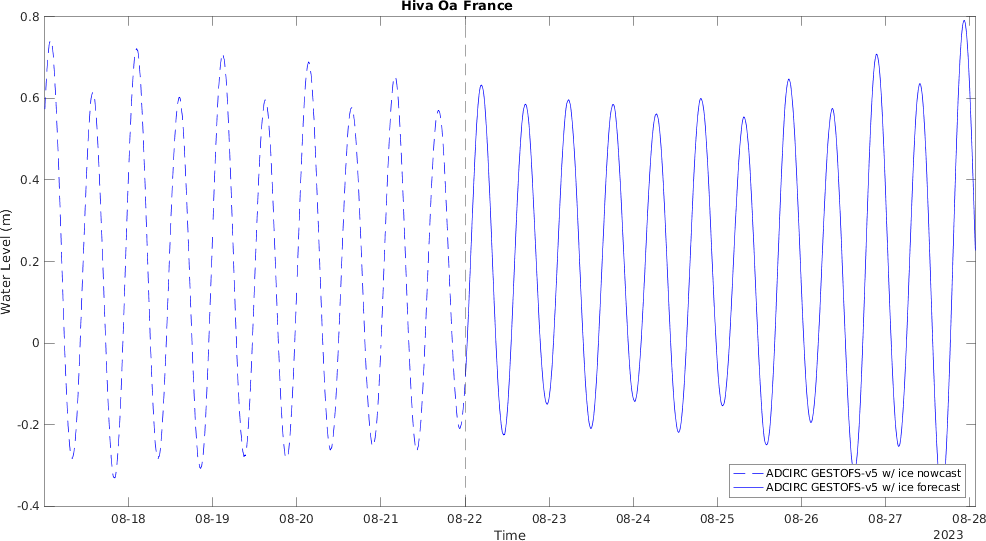 Hiva Oa France
0.8
0.6
0.4
0.2
0
-0.2
-0.4
Water Level (m)
ADCIRC GESTOFS-v5 w/ ice nowcast
ADCIRC GESTOFS-v5 w/ ice forecast
08-18 08-19 08-20 08-21 08-22 08-23 08-24 08-25 08-26 08-27 08-28
Time
2023